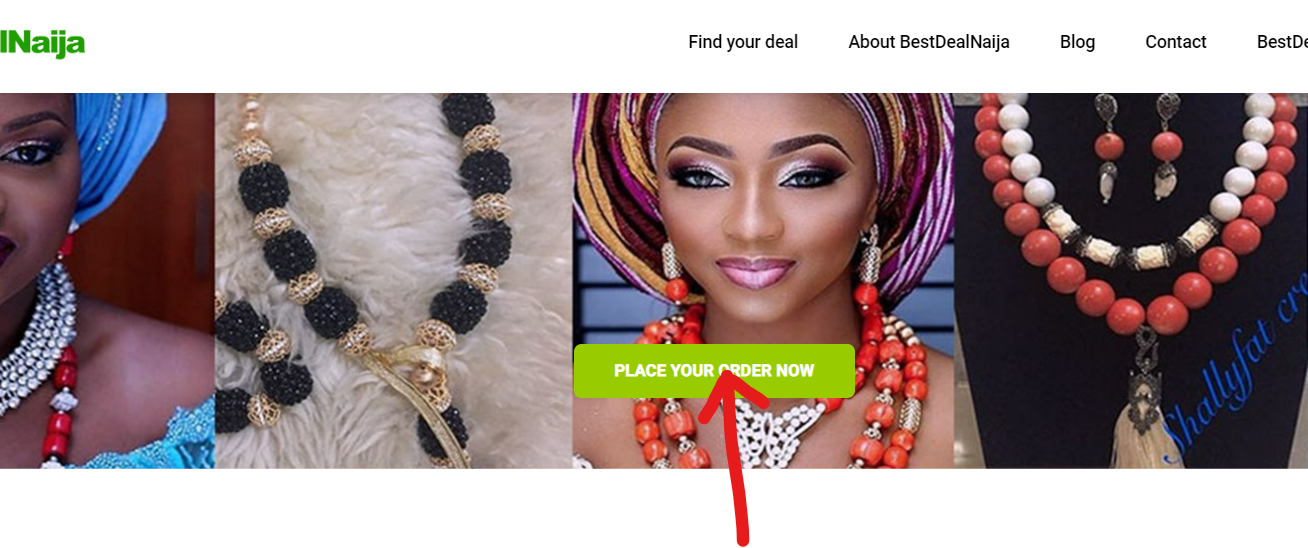 lNaija
Find your deal
About BestDealNaija
Blog
Contact
BestDe
PLACE YOUR ORDER NOW
Shallyfat cre